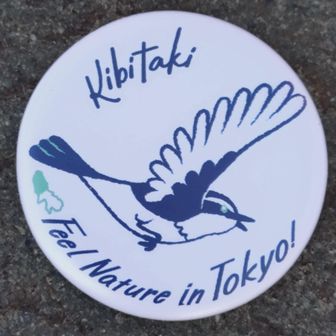 Kibitaki
Feel Nature in Tokyo!